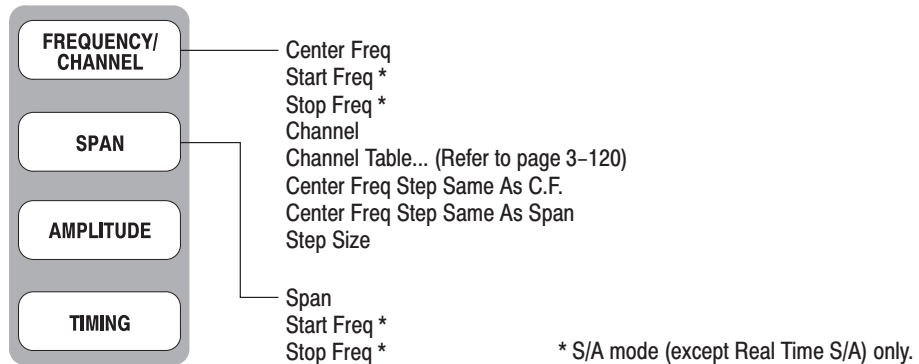 FREQUENCY/
CHANNEL
SPAN
AMPLITUDE
TIMING
Center Freq
Start Freq *
Stop Freq *
Channel
Channel Table... (Refer to page 3–120)
Center Freq Step Same As C.F.
Center Freq Step Same As Span
Step Size
Span
Start Freq *
Stop Freq *
* S/A mode (except Real Time S/A) only.